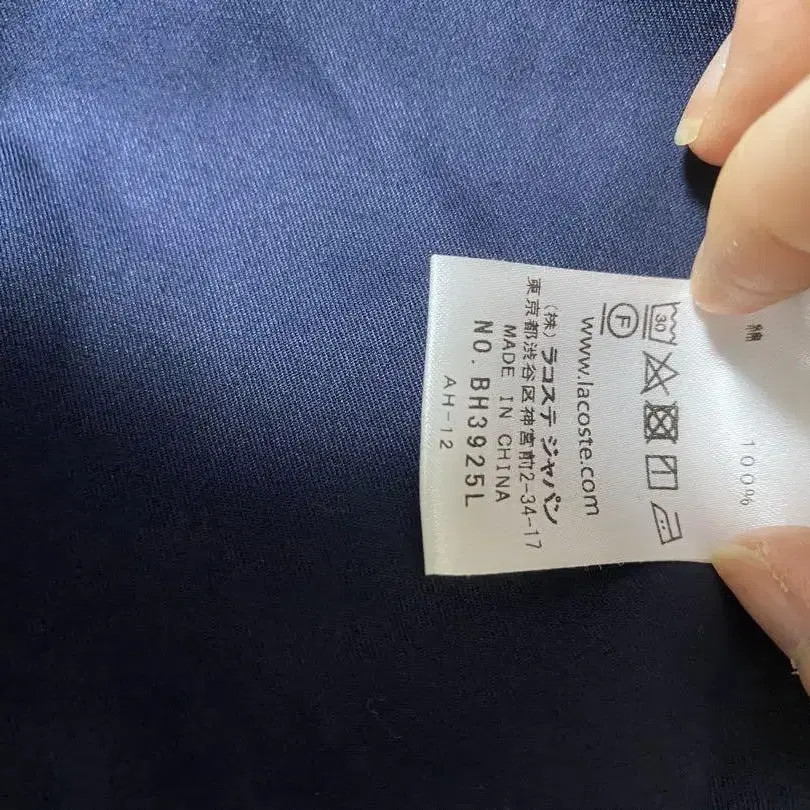 綿 100%
30
F
www.lacoste.com
(株) ラコステ ジャパン
東京都渋谷区神宮前2-34-17
MADE IN CHINA
NO. BH3925L
AH-12